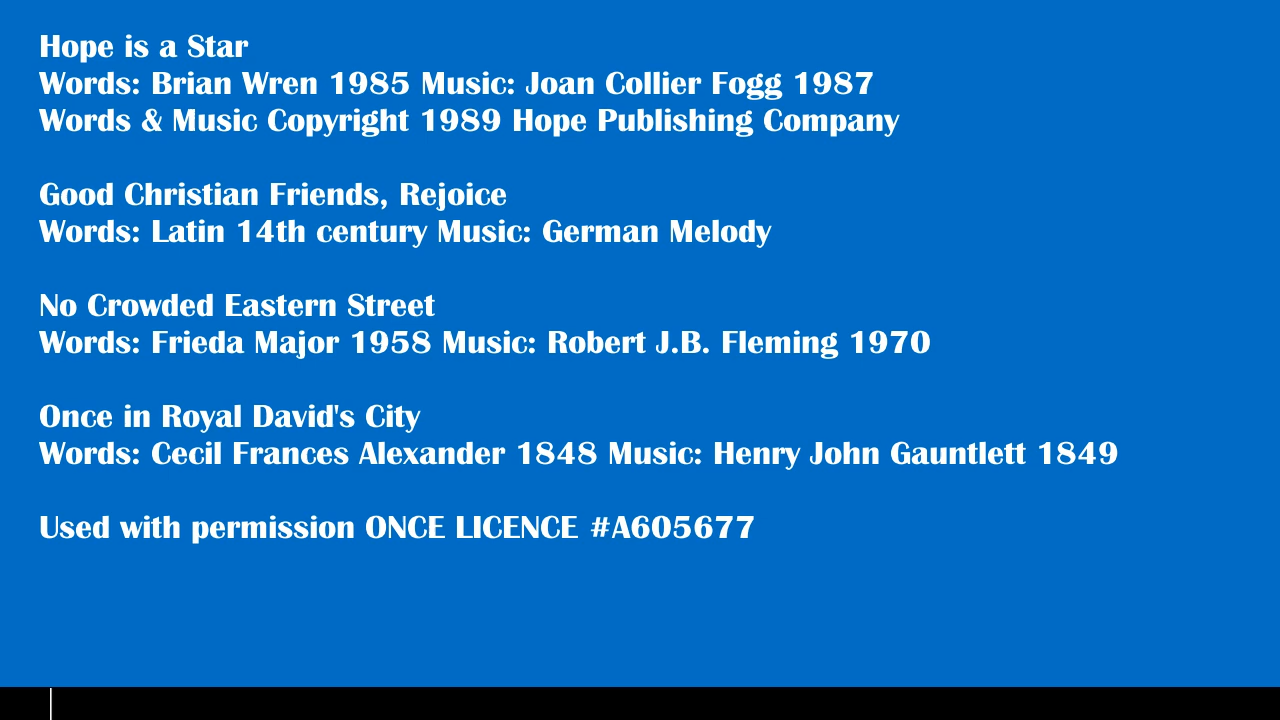 Hope is a Star
Words: Brian Wren 1985 Music: Joan Collier Fogg 1987
Words & Music Copyright 1989 Hope Publishing Company
Good Christian Friends, Rejoice
Words: Latin 14th century Music: German Melody
No Crowded Eastern Street
Words: Frieda Major 1958 Music: Robert J.B. Fleming 1970
Once in Royal David's City
Words: Cecil Frances Alexander 1848 Music: Henry John Gauntlett 1849
Used with permission ONCE LICENCE #A605677